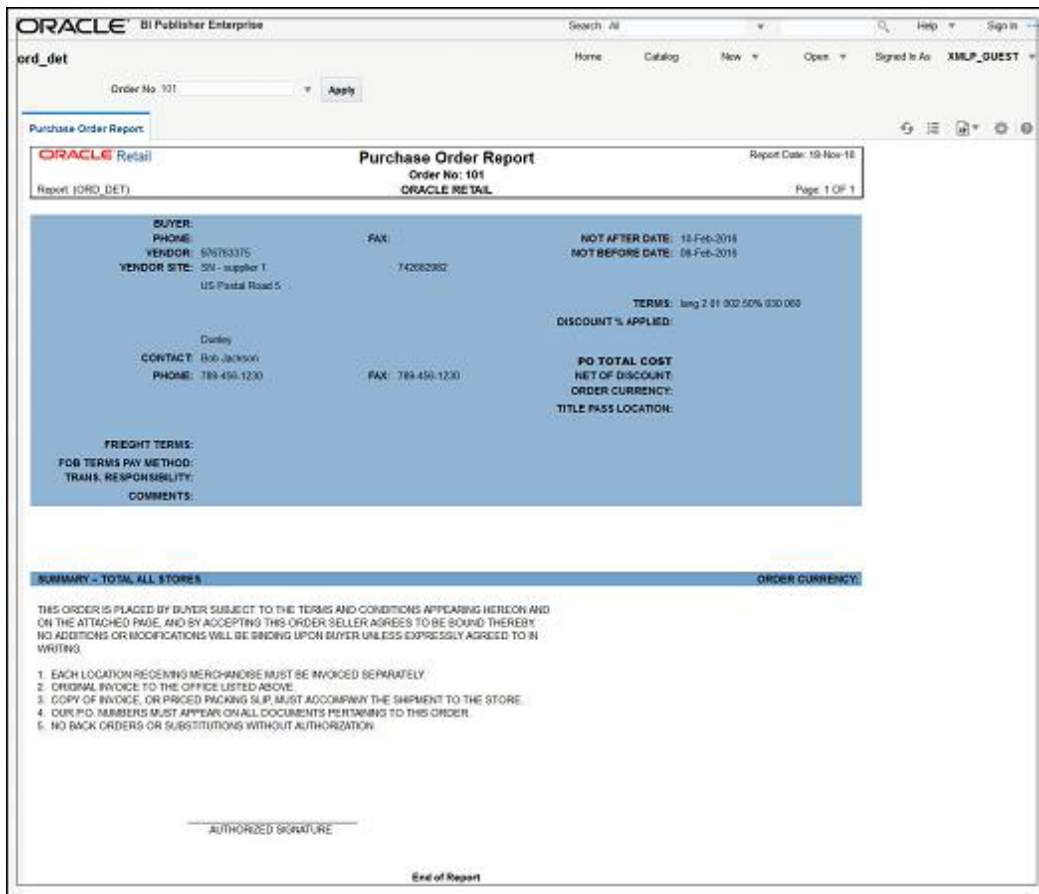 ORACLE BI Publisher Enterprise Search All Help Sign In
ord_det Home Catalog New Open Signed In As XMLP_GUEST
Order No 101 Apply
Purchase Order Report
ORACLE Retail Purchase Order Report Report Date: 19-Nov-18
Order No: 101
Report: (ORD_DET) ORACLE RETAIL Page: 1 OF 1
BUYER:
PHONE: FAX: NOT AFTER DATE: 10-Feb-2016
VENDOR: 976763375 NOT BEFORE DATE: 08-Feb-2016
VENDOR SITE: SN - supplier 1 742682982
US Postal Road 5
TERMS: lang 2 01 002.50% 030 060
DISCOUNT % APPLIED:
CONTACT: Bob Jackson PO TOTAL COST
PHONE: 789-456-1230 FAX: 789-456-1230 NET OF DISCOUNT:
ORDER CURRENCY:
TITLE PASS LOCATION:
FRIEGHT TERMS:
FOB TERMS PAY METHOD:
TRANS. RESPONSIBILITY:
COMMENTS:
SUMMARY – TOTAL ALL STORES ORDER CURRENCY:
THIS ORDER IS PLACED BY BUYER SUBJECT TO THE TERMS AND CONDITIONS APPEARING HEREON AND
ON THE ATTACHED PAGE, AND BY ACCEPTING THIS ORDER SELLER AGREES TO BE BOUND THEREBY.
NO ADDITIONS OR MODIFICATIONS WILL BE BINDING UPON BUYER UNLESS EXPRESSLY AGREED TO IN
WRITING.
1. EACH LOCATION RECEIVING MERCHANDISE MUST BE INVOICED SEPARATELY.
2. ORIGINAL INVOICE TO THE OFFICE LISTED ABOVE.
3. COPY OF INVOICE, OR PRICED PACKING SLIP, MUST ACCOMPANY THE SHIPMENT TO THE STORE.
4. OUR P.O. NUMBERS MUST APPEAR ON ALL DOCUMENTS PERTAINING TO THIS ORDER.
5. NO BACK ORDERS OR SUBSTITUTIONS WITHOUT AUTHORIZATION.
AUTHORIZED SIGNATURE
End of Report